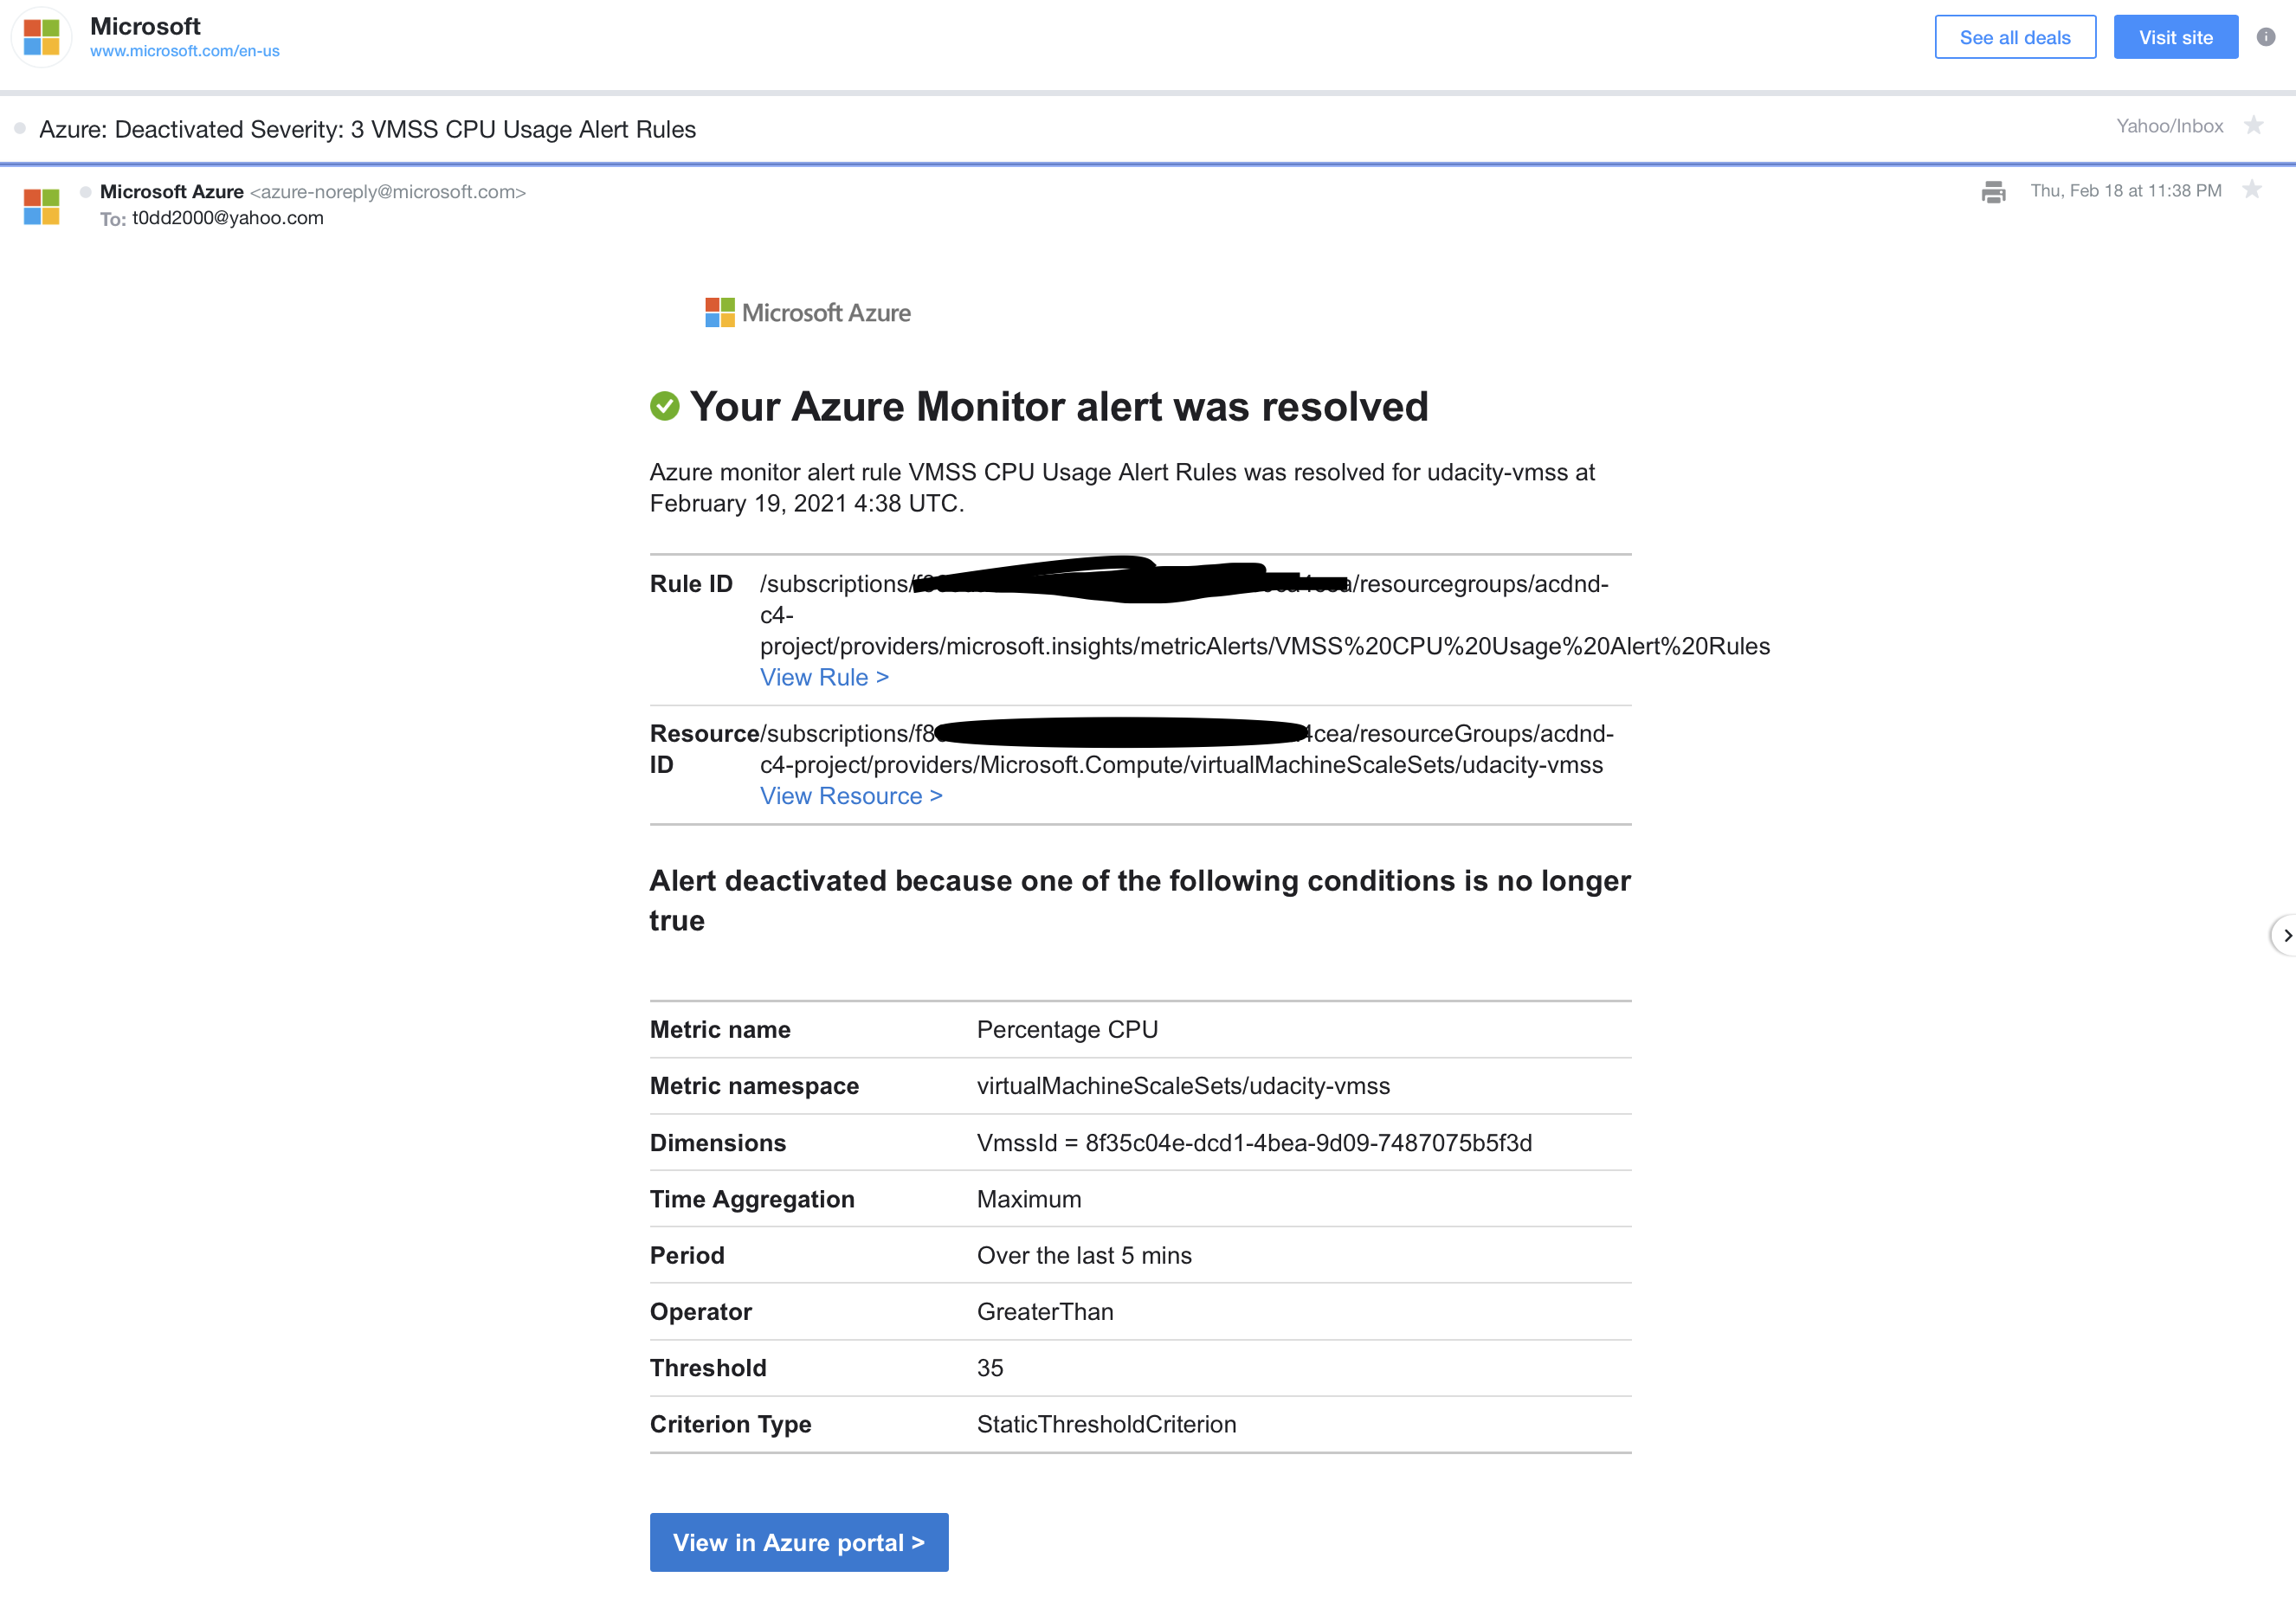 Microsoft
www.microsoft.com/en-us
See all deals
Visit site
Azure: Deactivated Severity: 3 VMSS CPU Usage Alert Rules
Yahoo/Inbox
Microsoft Azure <azure-noreply@microsoft.com>
Thu, Feb 18 at 11:38 PM
To: t0dd2000@yahoo.com
Microsoft Azure
Your Azure Monitor alert was resolved
Azure monitor alert rule VMSS CPU Usage Alert Rules was resolved for udacity-vmss at
February 19, 2021 4:38 UTC.
Rule ID /subscriptions/ /resourcegroups/acdnd-
c4-
project/providers/microsoft.insights/metricAlerts/VMSS%20CPU%20Usage%20Alert%20Rules
View Rule >
Resource /subscriptions/f8 4cea/resourceGroups/acdnd-
ID c4-project/providers/Microsoft.Compute/virtualMachineScaleSets/udacity-vmss
View Resource >
Alert deactivated because one of the following conditions is no longer
true
Metric name Percentage CPU
Metric namespace virtualMachineScaleSets/udacity-vmss
Dimensions VmssId = 8f35c04e-dcd1-4bea-9d09-7487075b5f3d
Time Aggregation Maximum
Period Over the last 5 mins
Operator GreaterThan
Threshold 35
Criterion Type StaticThresholdCriterion
View in Azure portal >